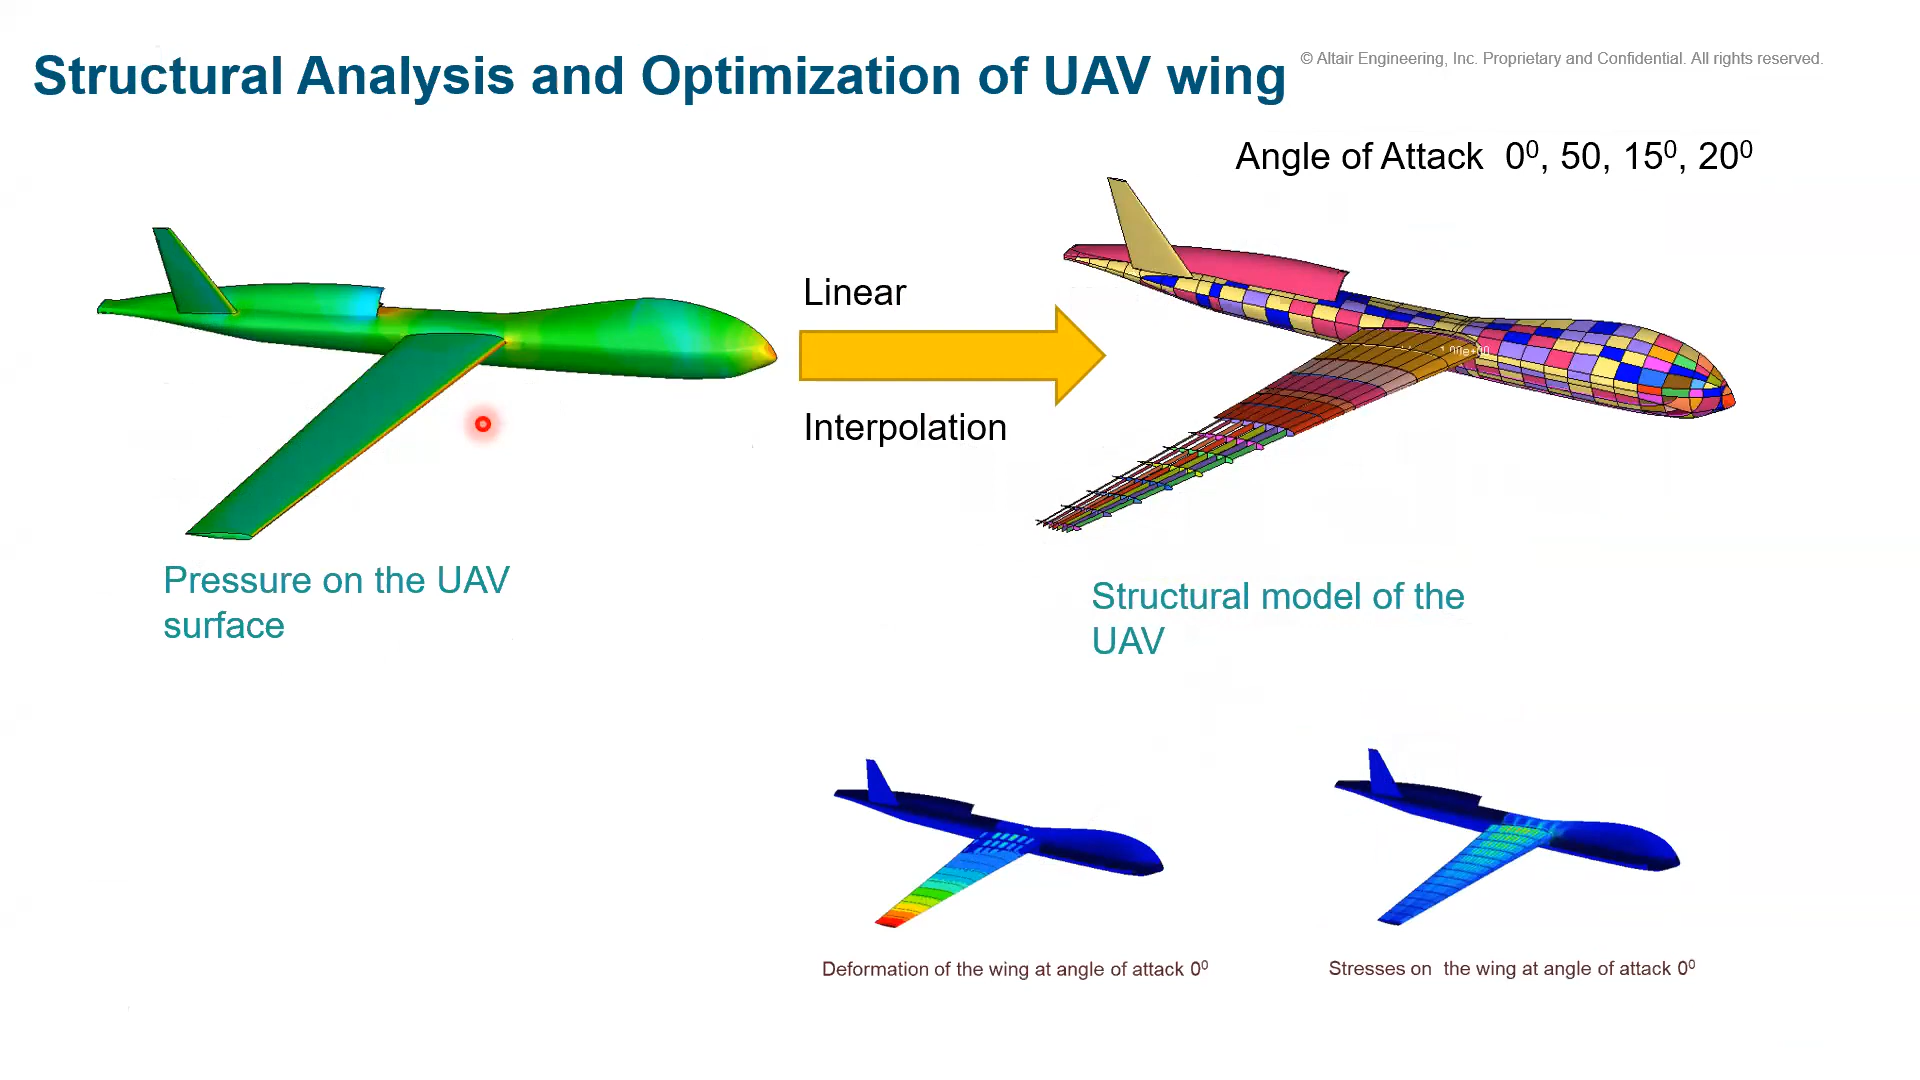 Structural Analysis and Optimization of UAV wing
© Altair Engineering, Inc. Proprietary and Confidential. All rights reserved.
Angle of Attack 0⁰, 50, 15⁰, 20⁰
Linear
Interpolation
Pressure on the UAV
surface
Structural model of the
UAV
Deformation of the wing at angle of attack 0⁰
Stresses on the wing at angle of attack 0⁰